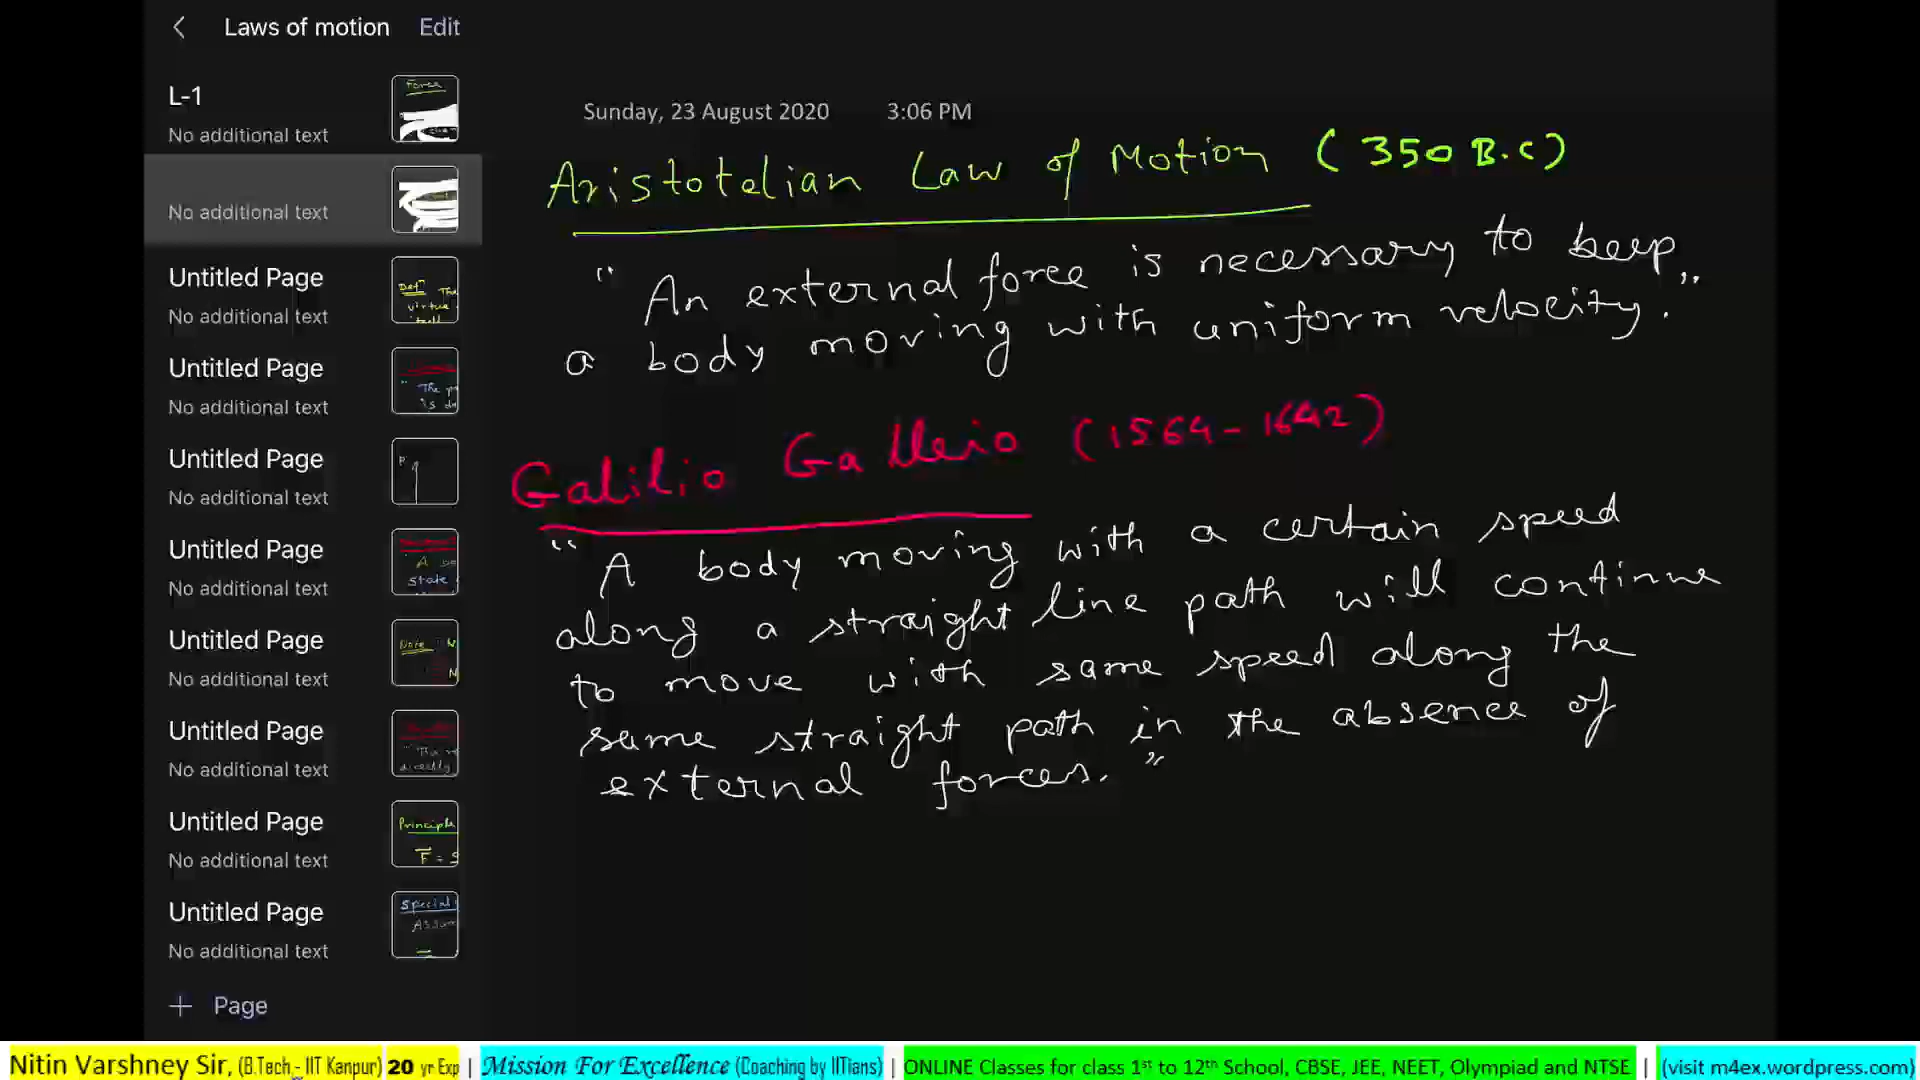 Laws of motion
Edit
L-1
No additional text
No additional text
Untitled Page
No additional text
Untitled Page
No additional text
Untitled Page
No additional text
Untitled Page
No additional text
Untitled Page
No additional text
Untitled Page
No additional text
Untitled Page
No additional text
Untitled Page
No additional text
+ Page
Force
Note
Principle
Special
Sunday, 23 August 2020 3:06 PM
Aristotelian Law of Motion (350 B.C)
" An external force is necessary to keep
a body moving with uniform velocity."
Galilio Galleio (1564-1642)
" A body moving with a certain speed
along a straight line path will continue
to move with same speed along the
same straight path in the absence of
external forces."
Nitin Varshney Sir, (B.Tech.- IIT Kanpur) 20 yr Exp | Mission For Excellence (Coaching by IITians) | ONLINE Classes for class 1st to 12th School, CBSE, JEE, NEET, Olympiad and NTSE | (visit m4ex.wordpress.com)